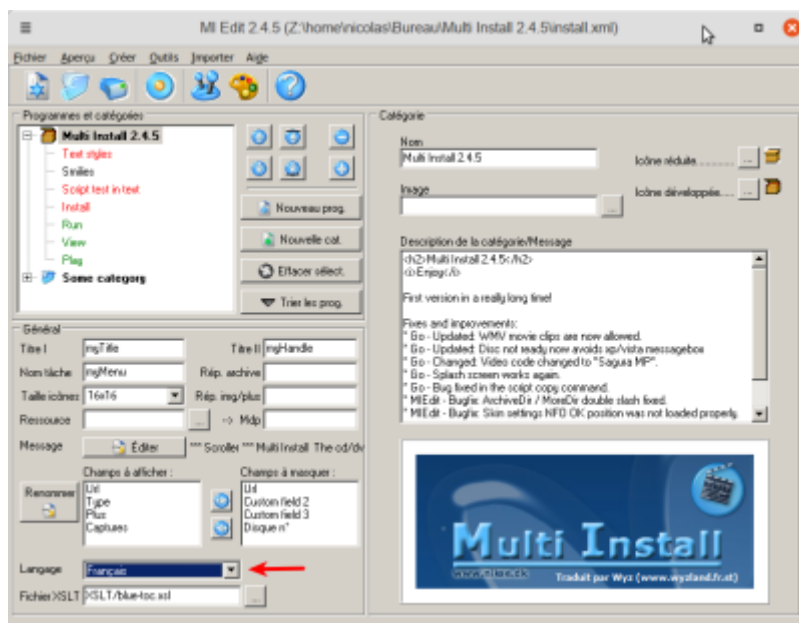 MI Edit 2.4.5 (Z:\home\nicolas\Bureau\Multi Install 2.4.5\install.xml)
Fichier Aperçu Créer Outils Importer Aide
Programmes et catégories
Multi Install 2.4.5
Text styles
Smilies
Script test in text
Install
Run
View
Play
Some category
Nouveau prog.
Nouvelle cat.
Effacer sélect.
Trier les prog.
Général
Titre I myTitle Titre II myHandle
Nom tâche myMenu Rép. archive
Taille icônes 16x16 Rép. img/plus
Ressource ... -> Mdp
Message Éditer *** Scroller *** Multi Install The cd/dv
Champs à afficher : Champs à masquer :
Renommer
Url
Type
Plus
Captures
Url
Custom field 2
Custom field 3
Disque n°
Langage Français
Fichier XSLT XSLT/blue-toc.xsl ...
Catégorie
Nom
Multi Install 2.4.5
Icône réduite............ ...
Image
...
Icône développée..... ...
Description de la catégorie/Message
<h2>Multi Install 2.4.5</h2>
<i>Enjoy</i>
First version in a really long time!
Fixes and improvements:
* Go - Updated: WMV movie clips are now allowed.
* Go - Updated: Disc not ready now avoids xp/vista messagebox
* Go - Changed: Video code changed to "Sagura MP".
* Go - Splash screen works again.
* Go - Bug fixed in the script copy command.
* MIEdit - Bugfix: ArchiveDir / MoreDir double slash fixed.
* MIEdit - Bugfix: Skin settings NFO OK position was not loaded properly.
Multi Install
Traduit par Wyz (www.wyzland.fr.st)